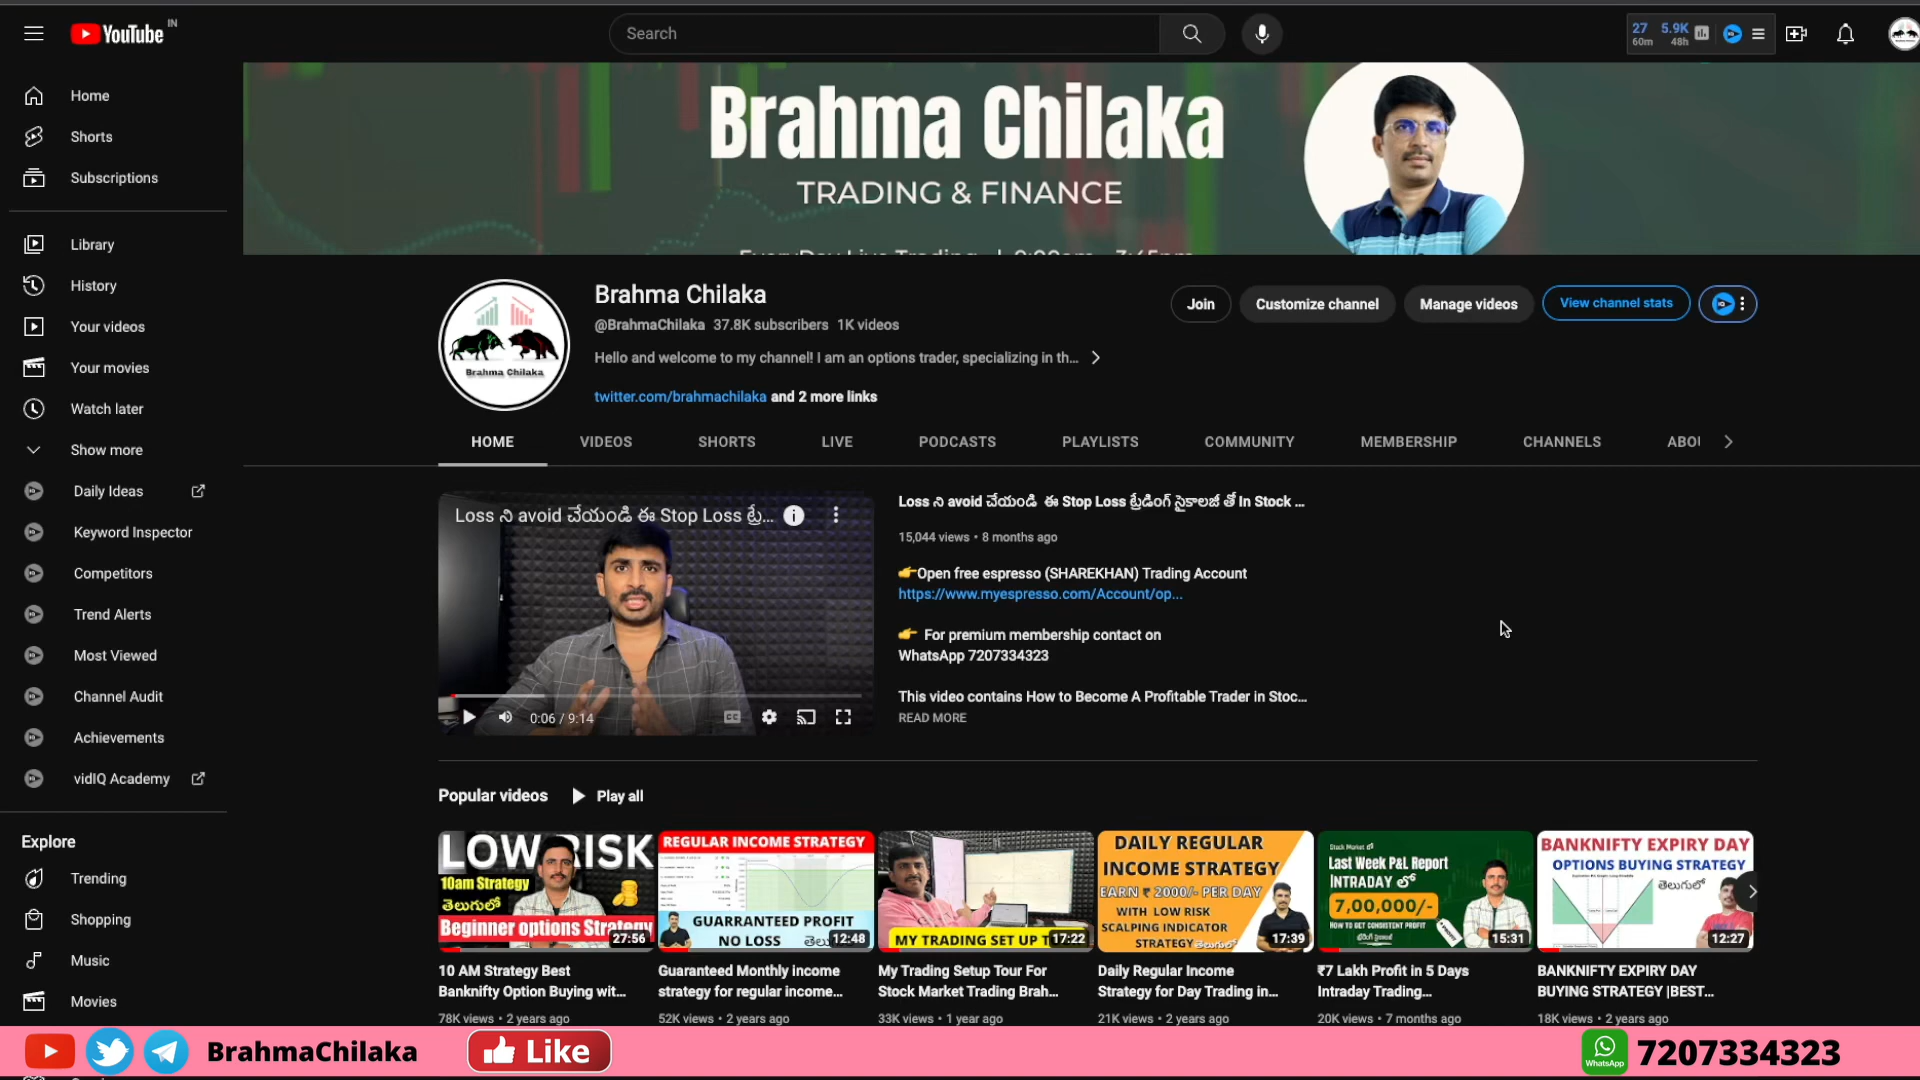 YouTube IN
Search
27 5.9K
60m 48h
Home
Shorts
Subscriptions
Library
History
Your videos
Your movies
Watch later
Show more
Daily Ideas
Keyword Inspector
Competitors
Trend Alerts
Most Viewed
Channel Audit
Achievements
vidIQ Academy
Explore
Trending
Shopping
Music
Movies
Brahma Chilaka
TRADING & FINANCE
Brahma Chilaka
Brahma Chilaka
@BrahmaChilaka 37.8K subscribers 1K videos
Hello and welcome to my channel! I am an options trader, specializing in th...
twitter.com/brahmachilaka and 2 more links
Join
Customize channel
Manage videos
View channel stats
HOME VIDEOS SHORTS LIVE PODCASTS PLAYLISTS COMMUNITY MEMBERSHIP CHANNELS ABOU
Loss ని avoid చేయండి ఈ Stop Loss ట్రే...
0:06 / 9:14
Loss ని avoid చేయండి ఈ Stop Loss ట్రేడింగ్ సైకాలజీ తో In Stock ...
15,044 views • 8 months ago
👉Open free espresso (SHAREKHAN) Trading Account
https://www.myespresso.com/Account/op...
👉 For premium membership contact on
WhatsApp 7207334323
This video contains How to Become A Profitable Trader in Stoc...
READ MORE
Popular videos
Play all
LOW RISK
10am Strategy
తెలుగులో
Beginner options Strategy
27:56
10 AM Strategy Best
Banknifty Option Buying wit...
78K views • 2 years ago
REGULAR INCOME STRATEGY
GUARRANTEED PROFIT
NO LOSS
12:48
Guaranteed Monthly income
strategy for regular income...
52K views • 2 years ago
MY TRADING SET UP T
17:22
My Trading Setup Tour For
Stock Market Trading Brah...
33K views • 1 year ago
DAILY REGULAR
INCOME STRATEGY
EARN ₹ 2000/- PER DAY
WITH LOW RISK
SCALPING INDICATOR
STRATEGY
17:39
Daily Regular Income
Strategy for Day Trading in...
21K views • 2 years ago
Last Week P&L Report
INTRADAY లో
7,00,000/-
HOW TO GET CONSISTENT PROFIT
15:31
₹7 Lakh Profit in 5 Days
Intraday Trading...
20K views • 7 months ago
BANKNIFTY EXPIRY DAY
OPTIONS BUYING STRATEGY
తెలుగులో
12:27
BANKNIFTY EXPIRY DAY
BUYING STRATEGY |BEST...
18K views • 2 years ago
BrahmaChilaka
Like
WhatsApp
7207334323